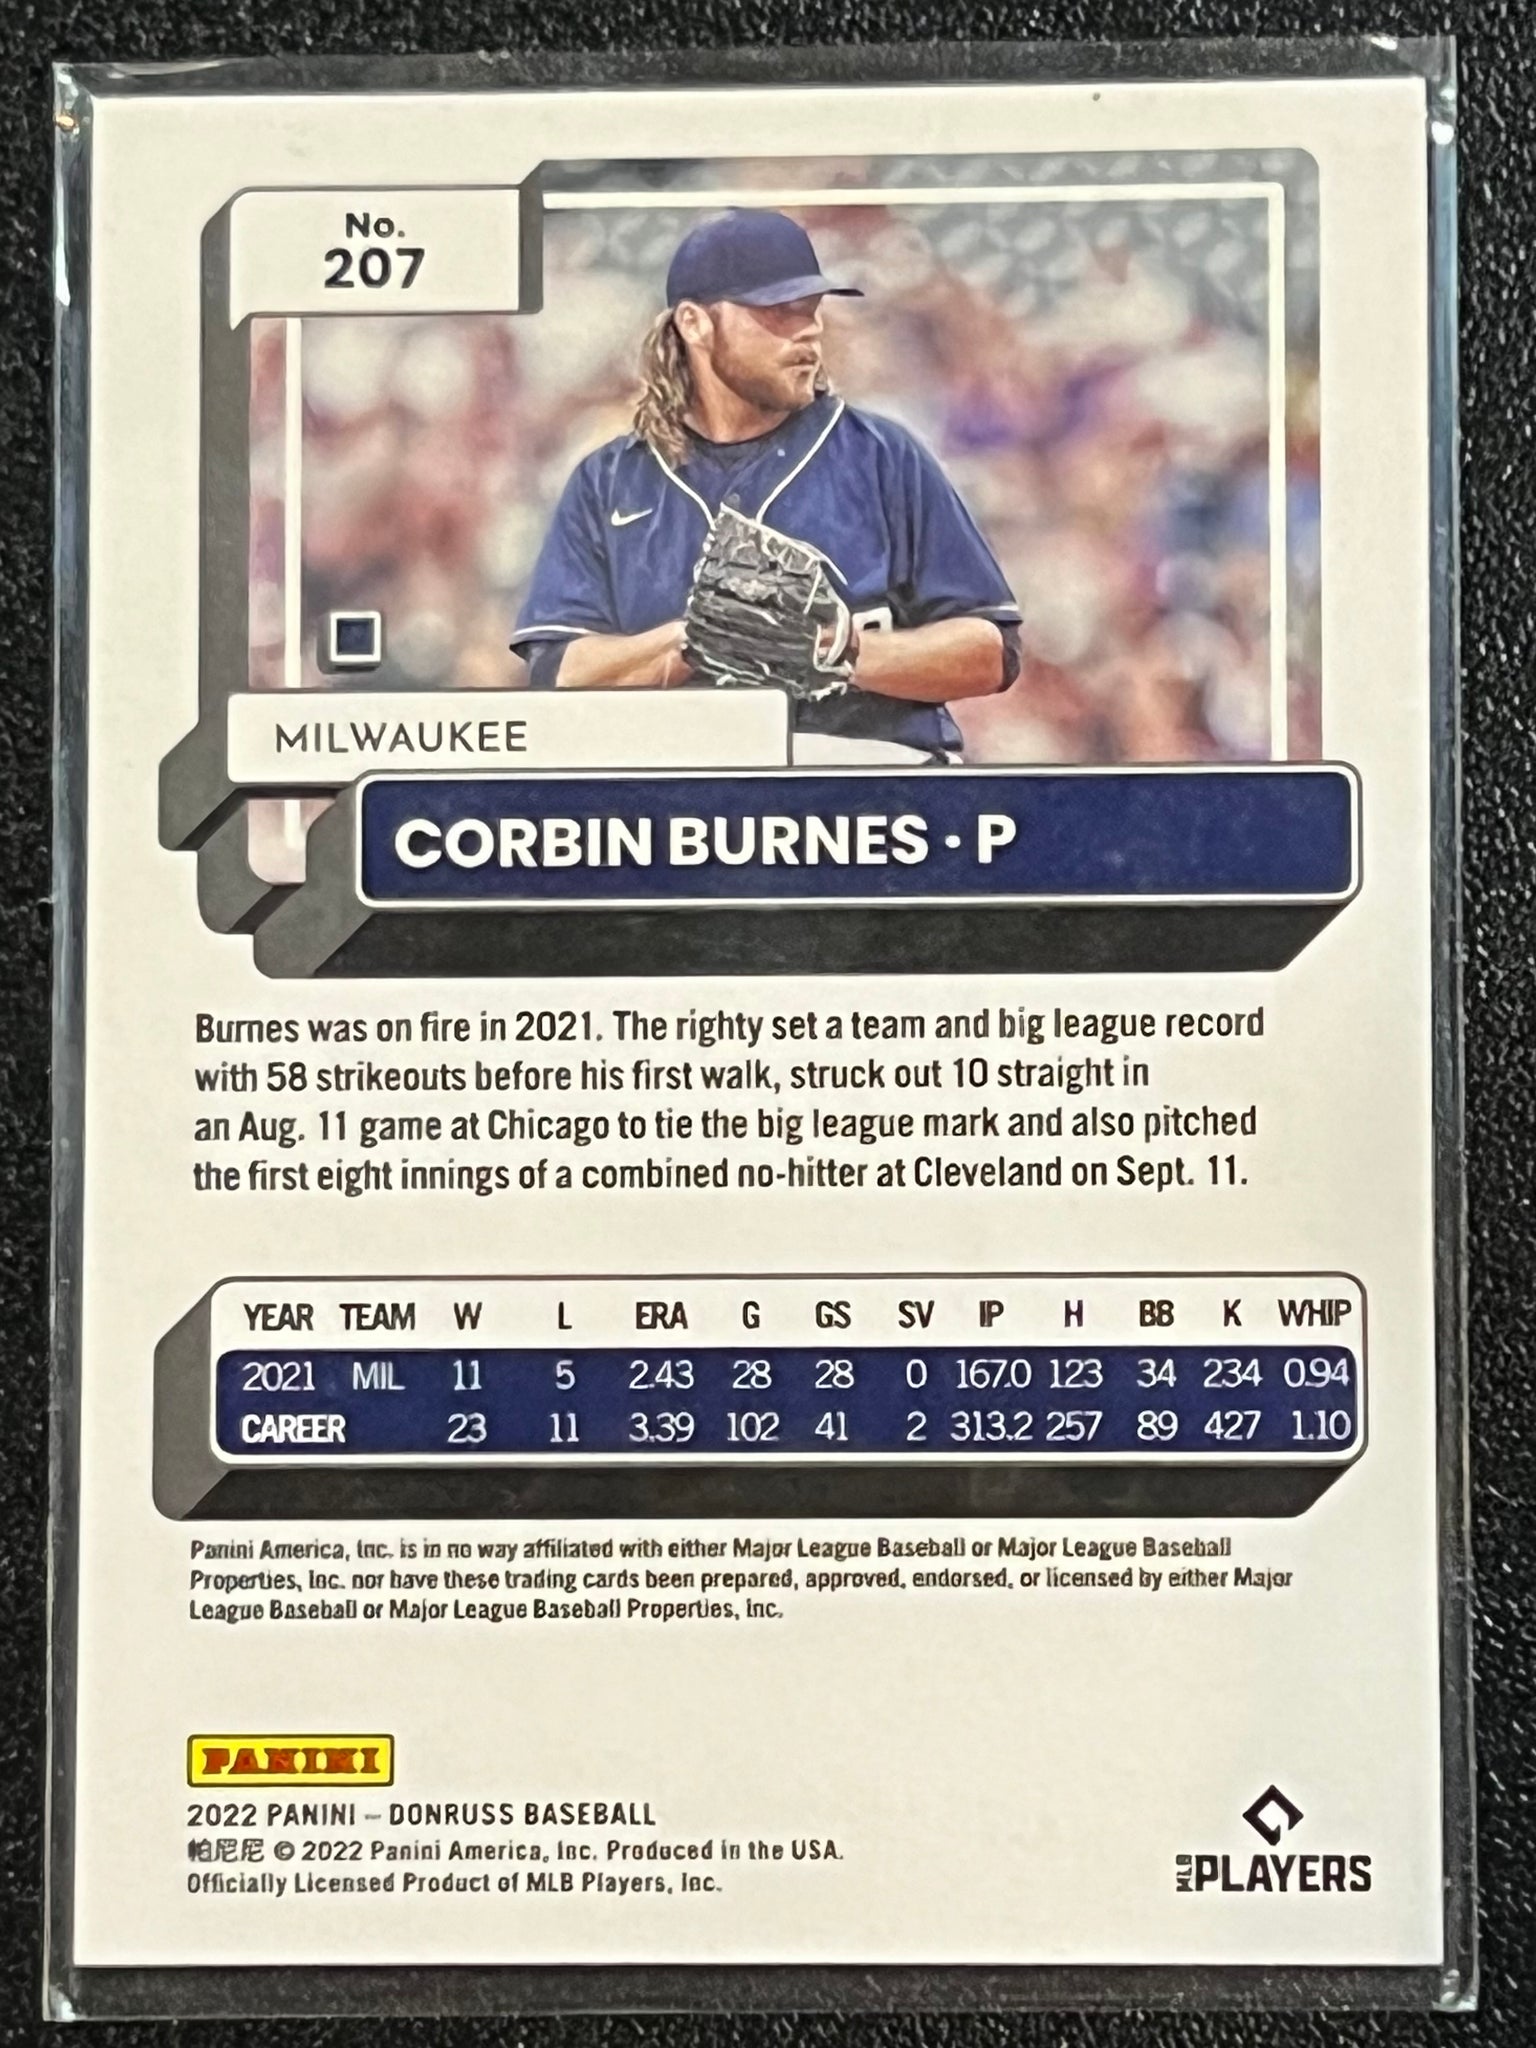 No.
207
MILWAUKEE
CORBIN BURNES · P
Burnes was on fire in 2021. The righty set a team and big league record
with 58 strikeouts before his first walk, struck out 10 straight in
an Aug. 11 game at Chicago to tie the big league mark and also pitched
the first eight innings of a combined no-hitter at Cleveland on Sept. 11.
YEAR TEAM W L ERA G GS SV IP H BB K WHIP
2021 MIL 11 5 2.43 28 28 0 167.0 123 34 234 0.94
CAREER 23 11 3.39 102 41 2 313.2 257 89 427 1.10
Panini America, Inc. is in no way affiliated with either Major League Baseball or Major League Baseball
Properties, Inc. nor have these trading cards been prepared, approved, endorsed, or licensed by either Major
League Baseball or Major League Baseball Properties, Inc.
PANINI
2022 PANINI – DONRUSS BASEBALL
帕尼尼 © 2022 Panini America, Inc. Produced in the USA.
Officially Licensed Product of MLB Players, Inc.
MLB PLAYERS